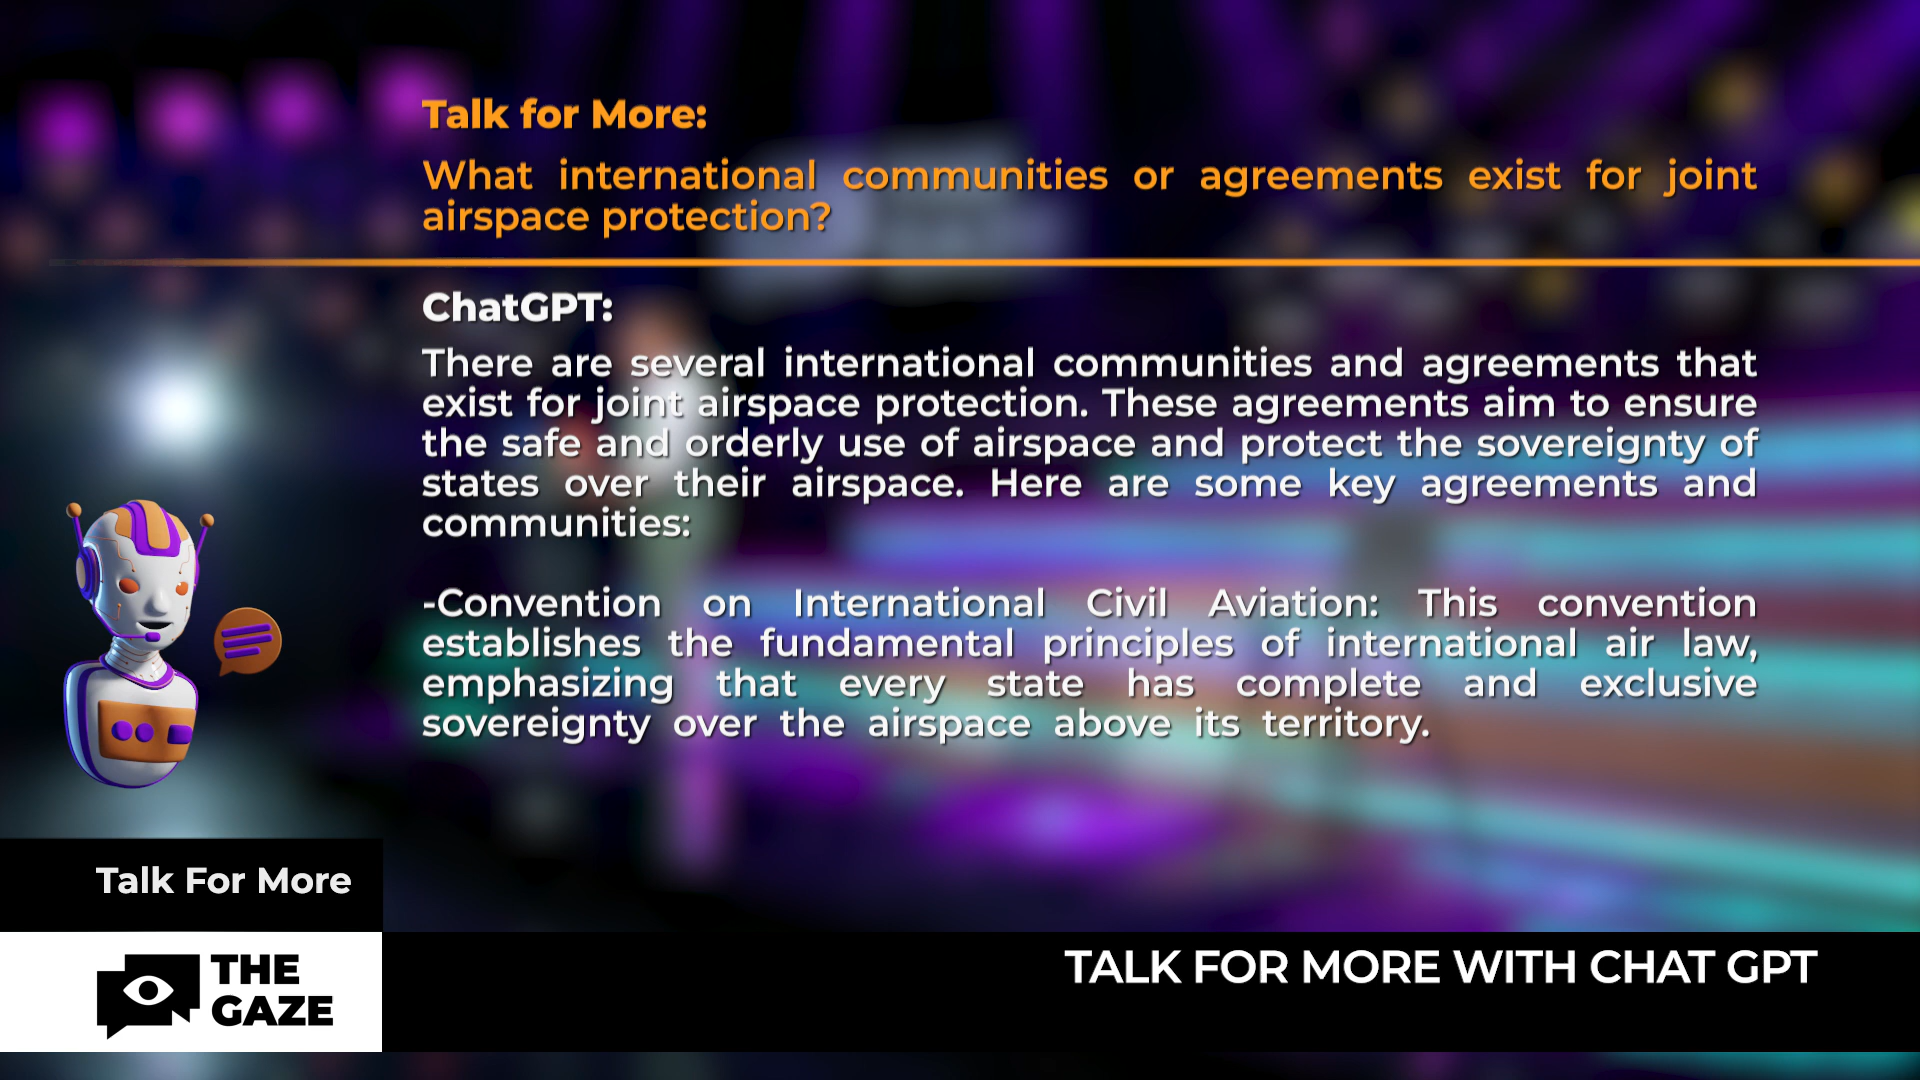 Talk for More:
What international communities or agreements exist for joint
airspace protection?
ChatGPT:
There are several international communities and agreements that
exist for joint airspace protection. These agreements aim to ensure
the safe and orderly use of airspace and protect the sovereignty of
states over their airspace. Here are some key agreements and
communities:
-Convention on International Civil Aviation: This convention
establishes the fundamental principles of international air law,
emphasizing that every state has complete and exclusive
sovereignty over the airspace above its territory.
Talk For More
THE
GAZE
TALK FOR MORE WITH CHAT GPT